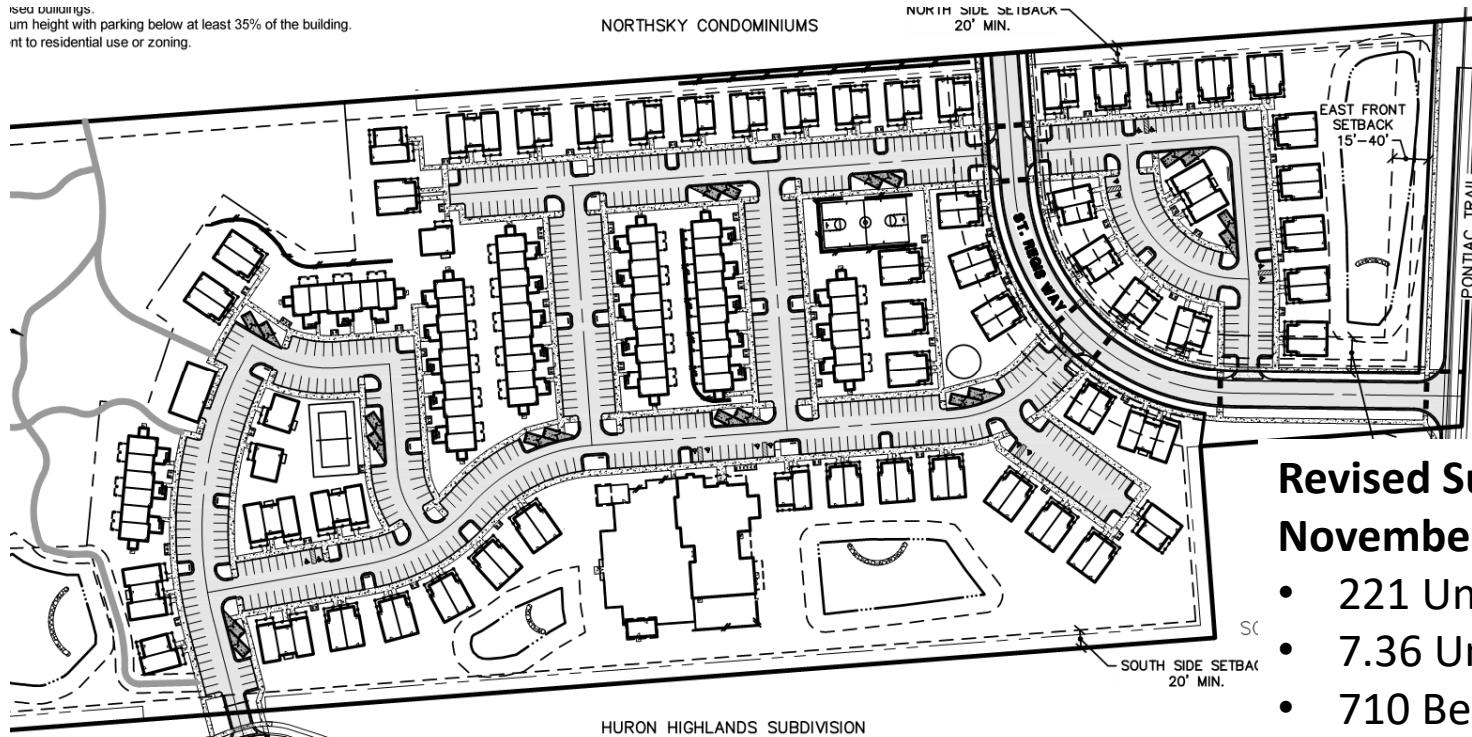 sed buildings.
um height with parking below at least 35% of the building.
nt to residential use or zoning.
NORTHSKY CONDOMINIUMS
NORTH SIDE SETBACK
20' MIN.
EAST FRONT
SETBACK
15'-40'
PONTIAC TRAIL
ST. REGIS WAY
SOUTH SIDE SETBAC
20' MIN.
HURON HIGHLANDS SUBDIVISION
Revised Su
Novembe
• 221 Un
• 7.36 Un
• 710 Be